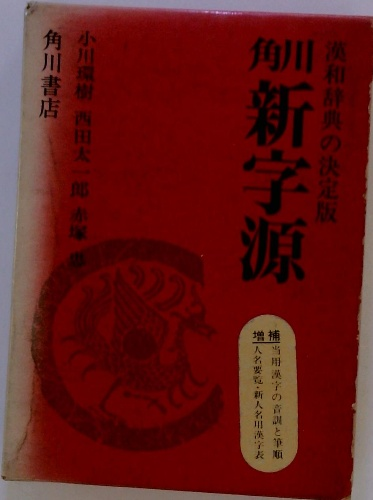 漢和辞典の決定版
角川
新字源
小川環樹 西田太一郎 赤塚忠
角川書店
増補
当用漢字の音訓と筆順
人名要覧・新人名用漢字表